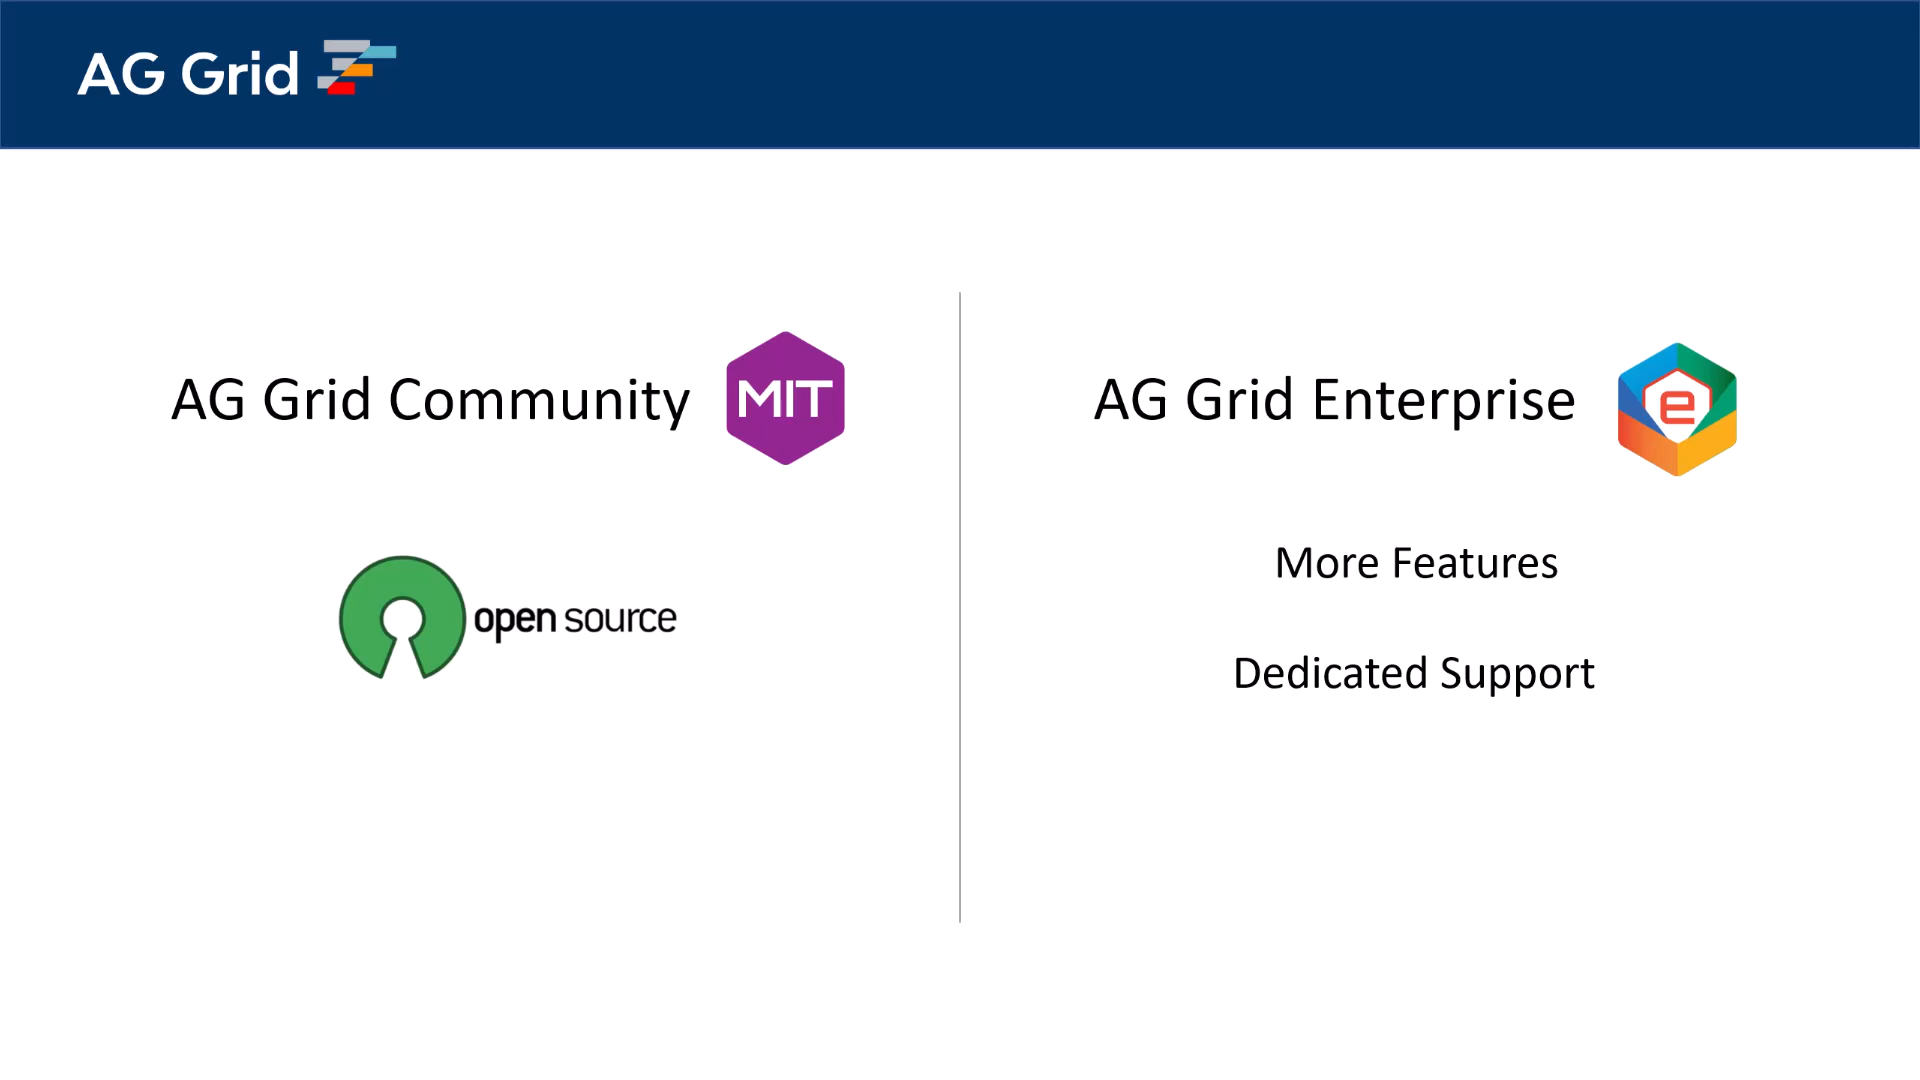 AG Grid
AG Grid Community
MIT
open source
AG Grid Enterprise
e
More Features
Dedicated Support